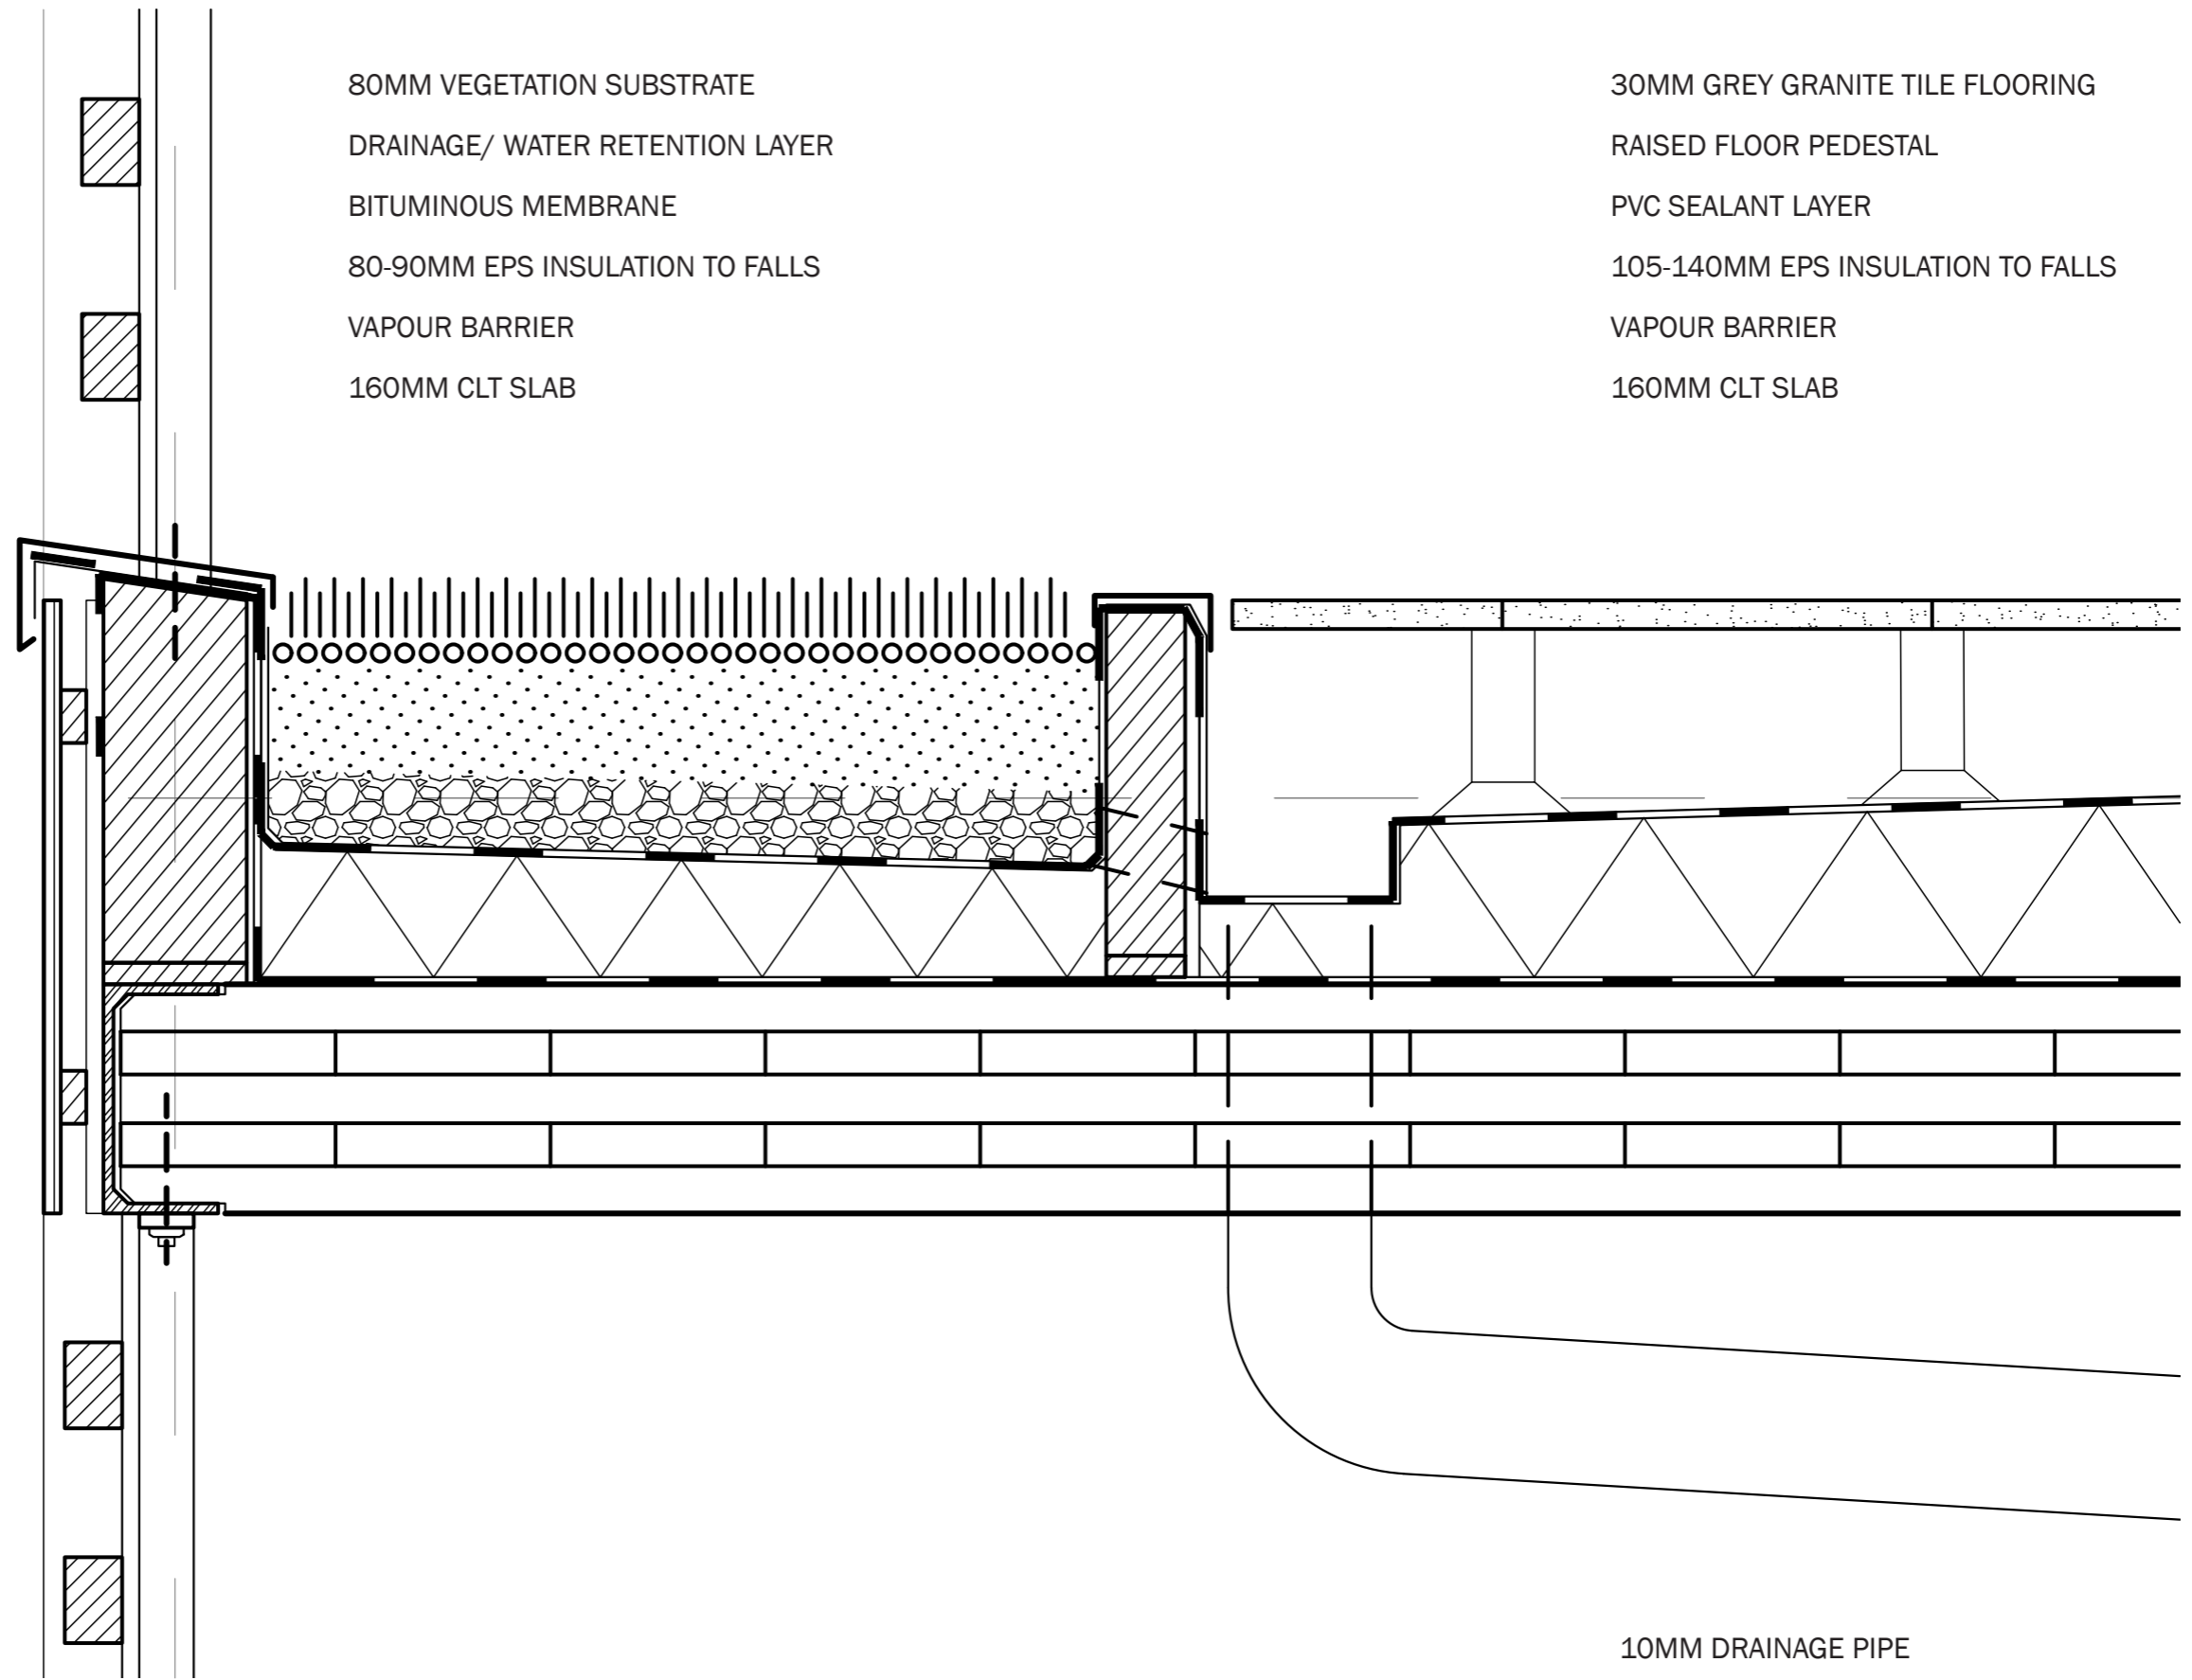 80MM VEGETATION SUBSTRATE
DRAINAGE/ WATER RETENTION LAYER
BITUMINOUS MEMBRANE
80-90MM EPS INSULATION TO FALLS
VAPOUR BARRIER
160MM CLT SLAB
30MM GREY GRANITE TILE FLOORING
RAISED FLOOR PEDESTAL
PVC SEALANT LAYER
105-140MM EPS INSULATION TO FALLS
VAPOUR BARRIER
160MM CLT SLAB
10MM DRAINAGE PIPE